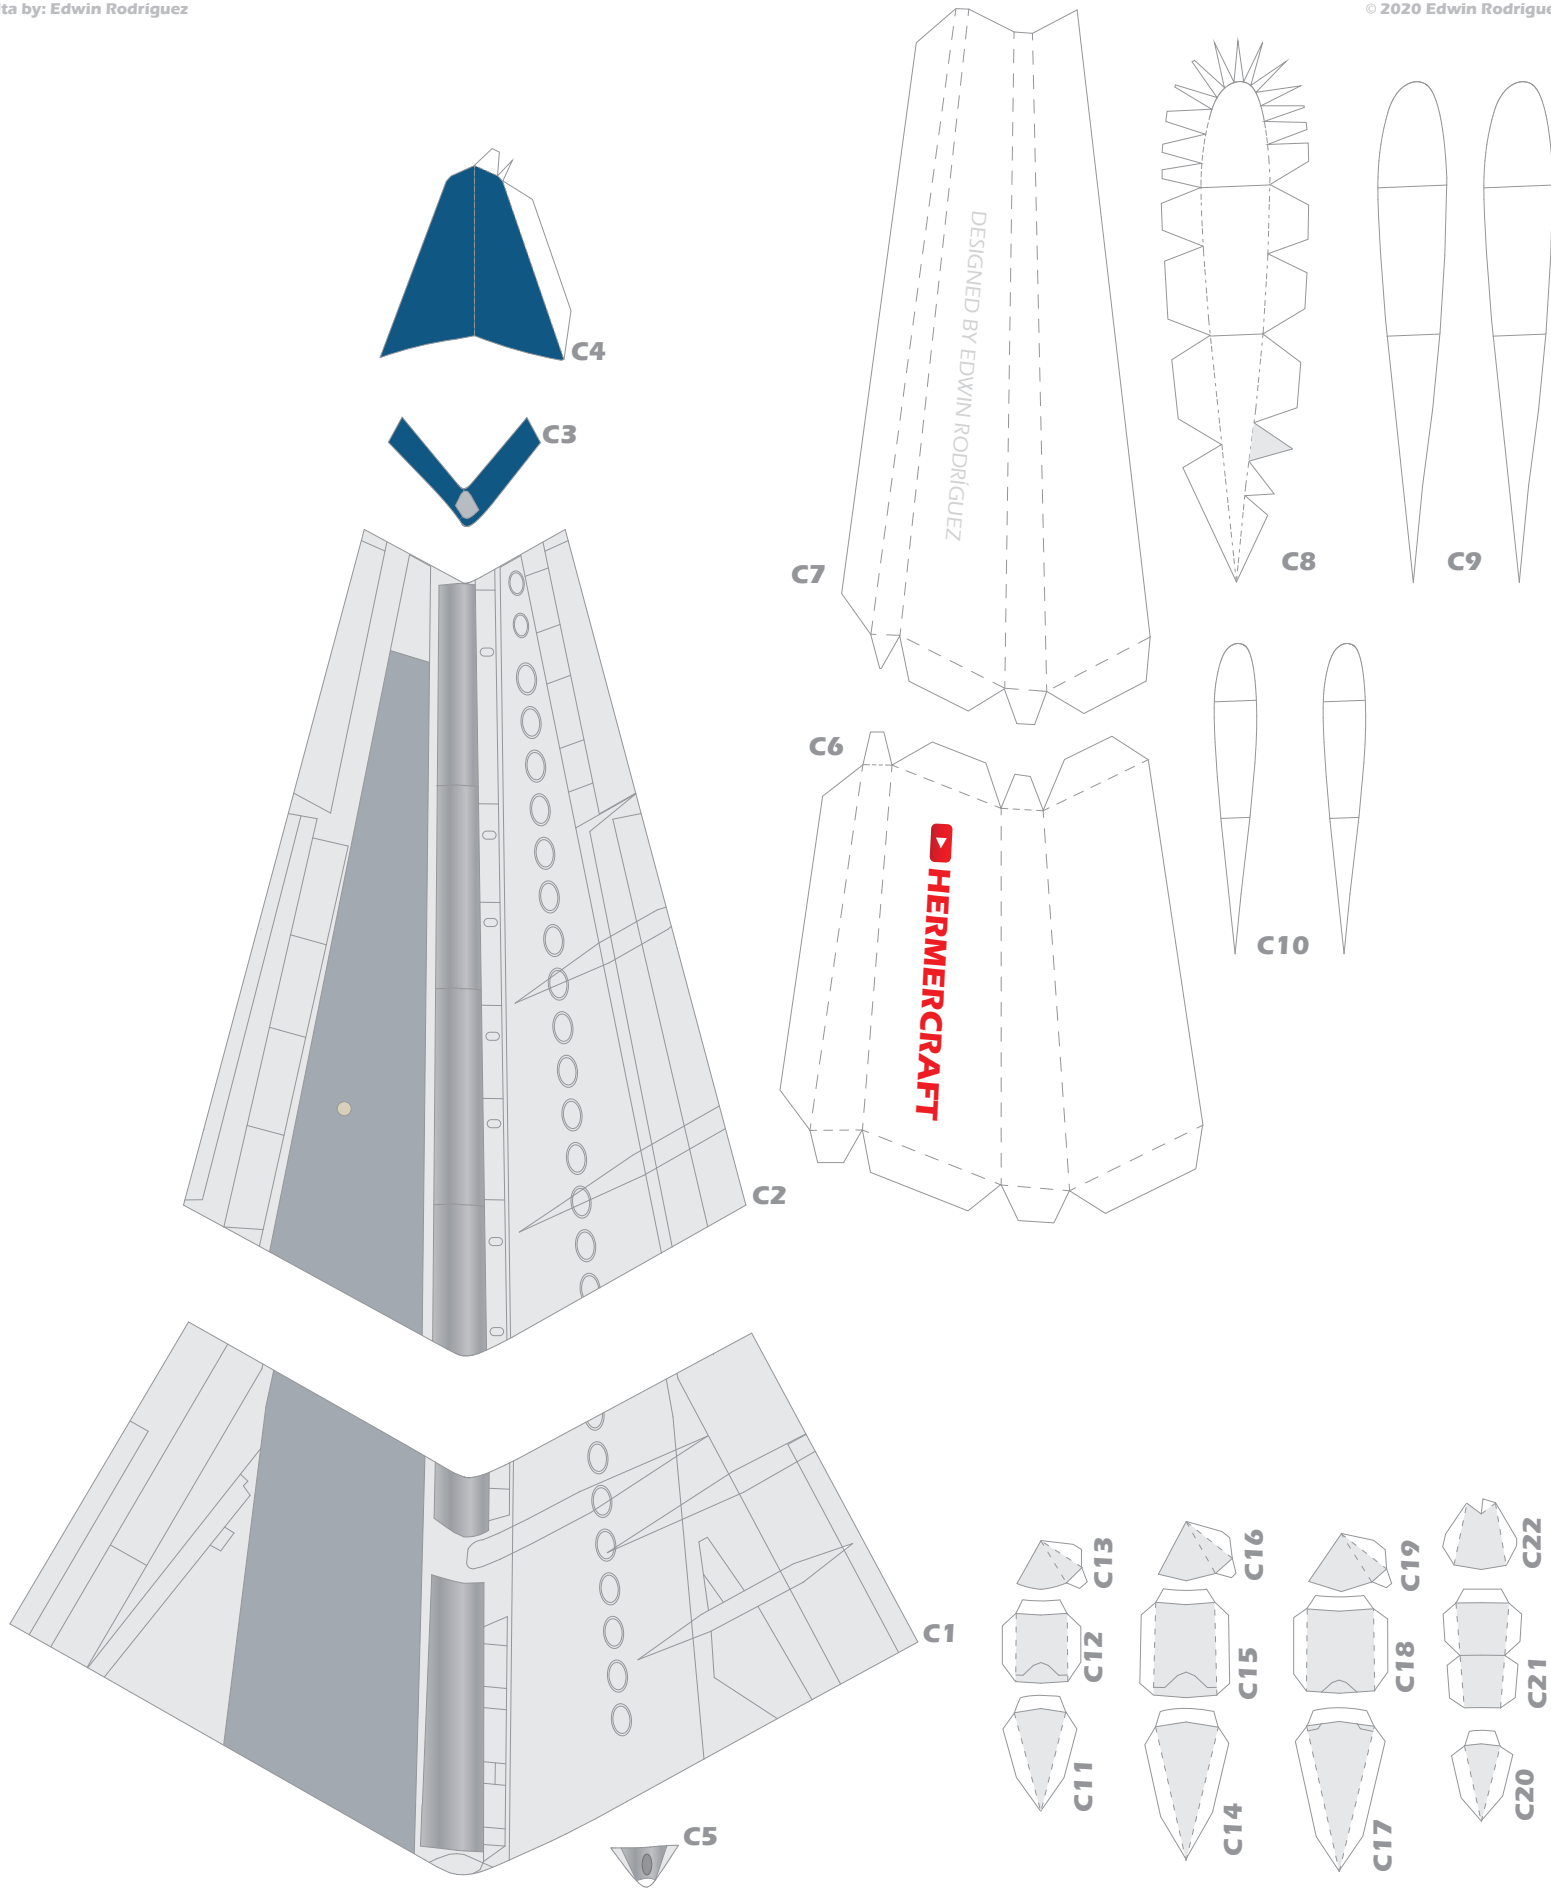 ta by: Edwin Rodriguez
© 2020 Edwin Rodrigue
C4
C3
C7
DESIGNED BY EDWIN RODRÍGUEZ
C8
C9
C6
HERMERCRAFT
C10
C2
C1
C5
C13
C16
C19
C22
C12
C15
C18
C21
C11
C14
C17
C20